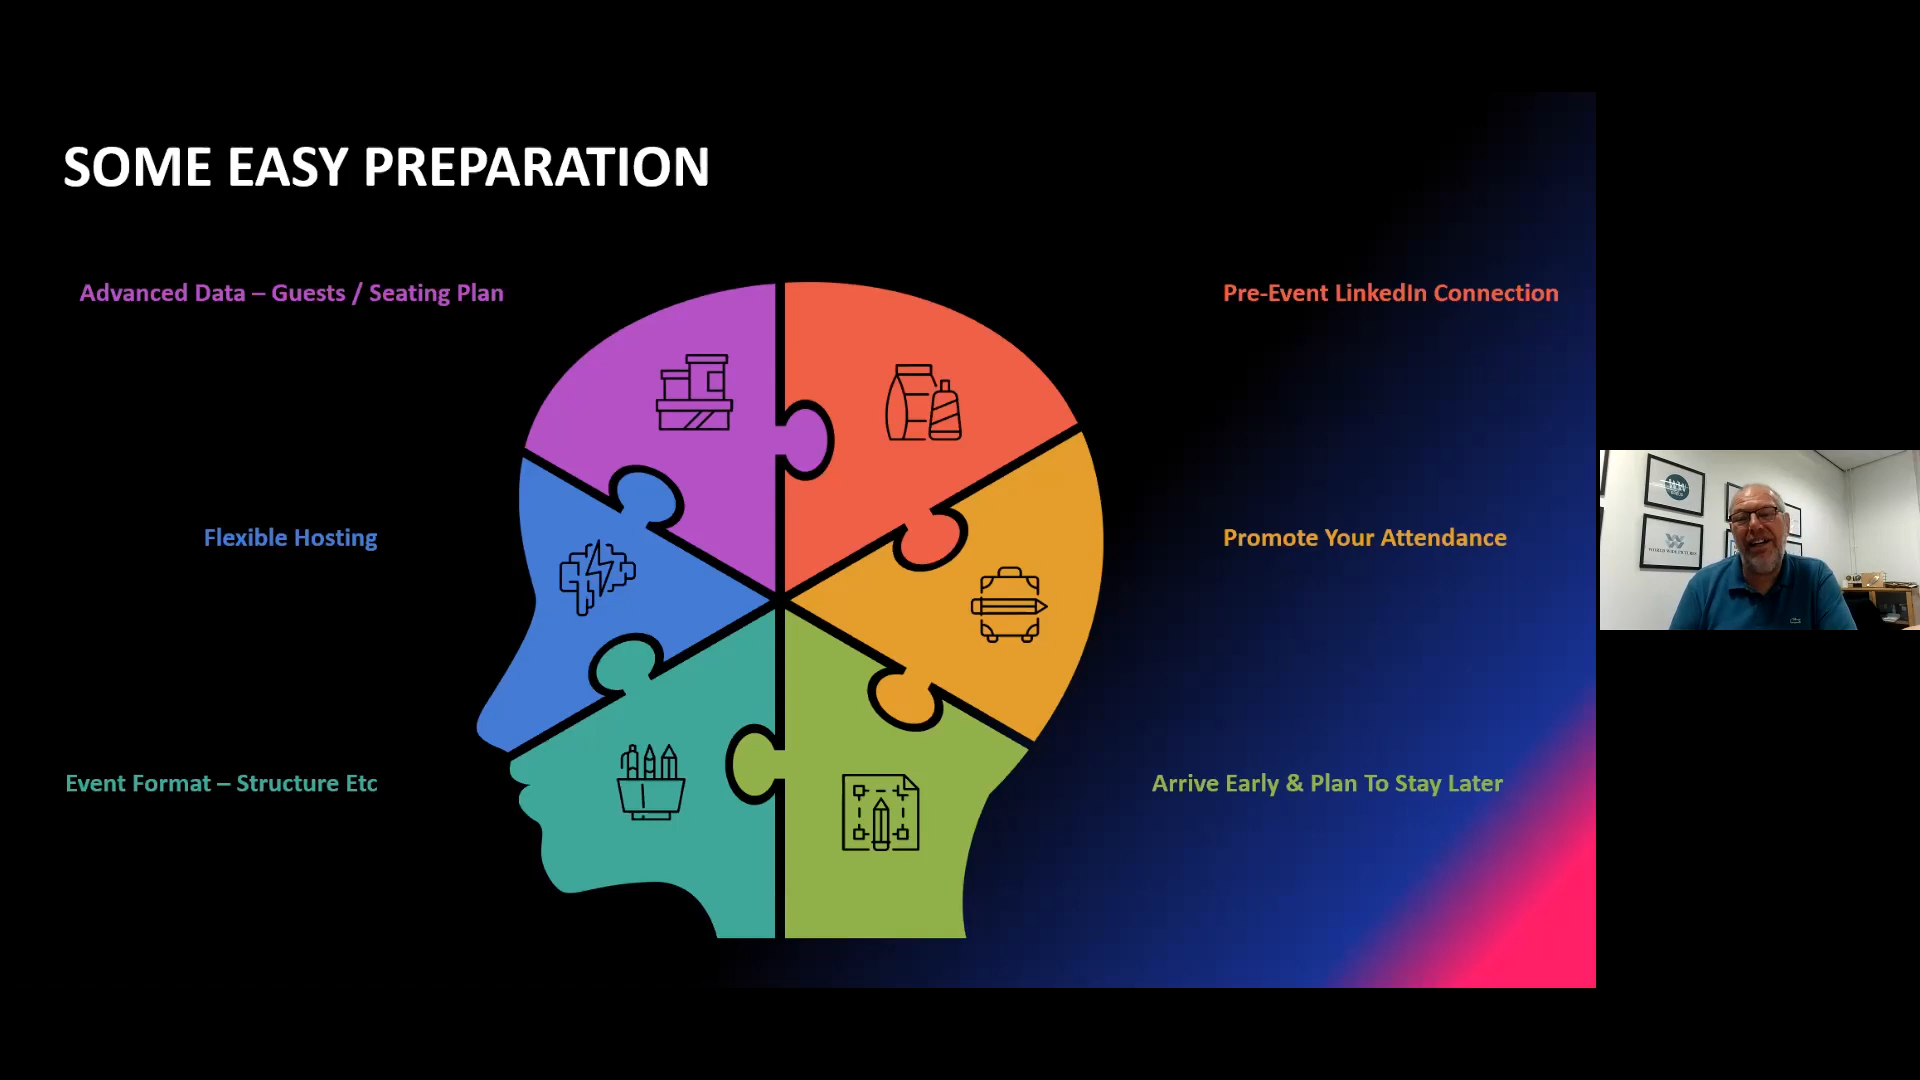 SOME EASY PREPARATION
Advanced Data – Guests / Seating Plan
Pre-Event LinkedIn Connection
Flexible Hosting
Promote Your Attendance
Event Format – Structure Etc
Arrive Early & Plan To Stay Later